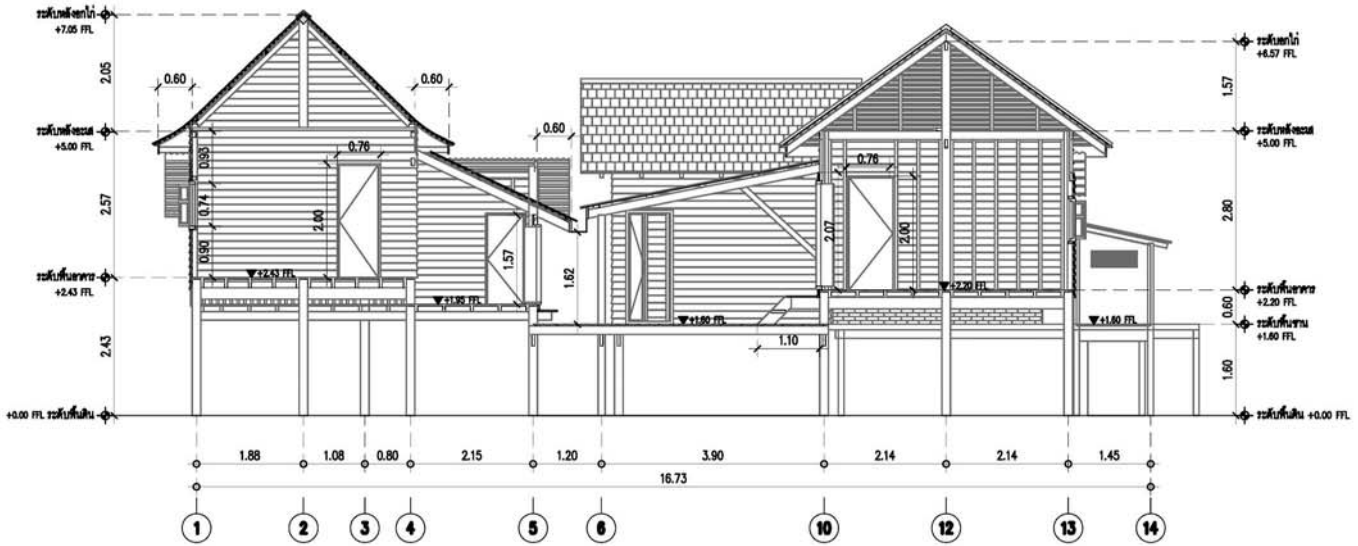 ระดับหลังอกไก่
+7.05 FFL
ระดับอกไก่
+6.57 FFL
2.05
0.60
0.60
1.57
0.60
ระดับหลังอะเส
+5.00 FFL
ระดับหลังอะเส
+5.00 FFL
0.93
0.76
0.76
2.57
0.74
2.00
2.80
0.90
1.57
1.62
2.07
2.00
ระดับพื้นอาคาร
+2.43 FFL
+2.43 FFL
+1.95 FFL
+2.20 FFL
ระดับพื้นอาคาร
+2.20 FFL
0.60
+1.60 FFL
+1.60 FFL
ระดับพื้นชาน
+1.60 FFL
2.43
1.10
1.60
+0.00 FFL ระดับพื้นดิน
ระดับพื้นดิน +0.00 FFL
1.88 1.08 0.80 2.15 1.20 3.90 2.14 2.14 1.45
16.73
1 2 3 4 5 6 10 12 13 14